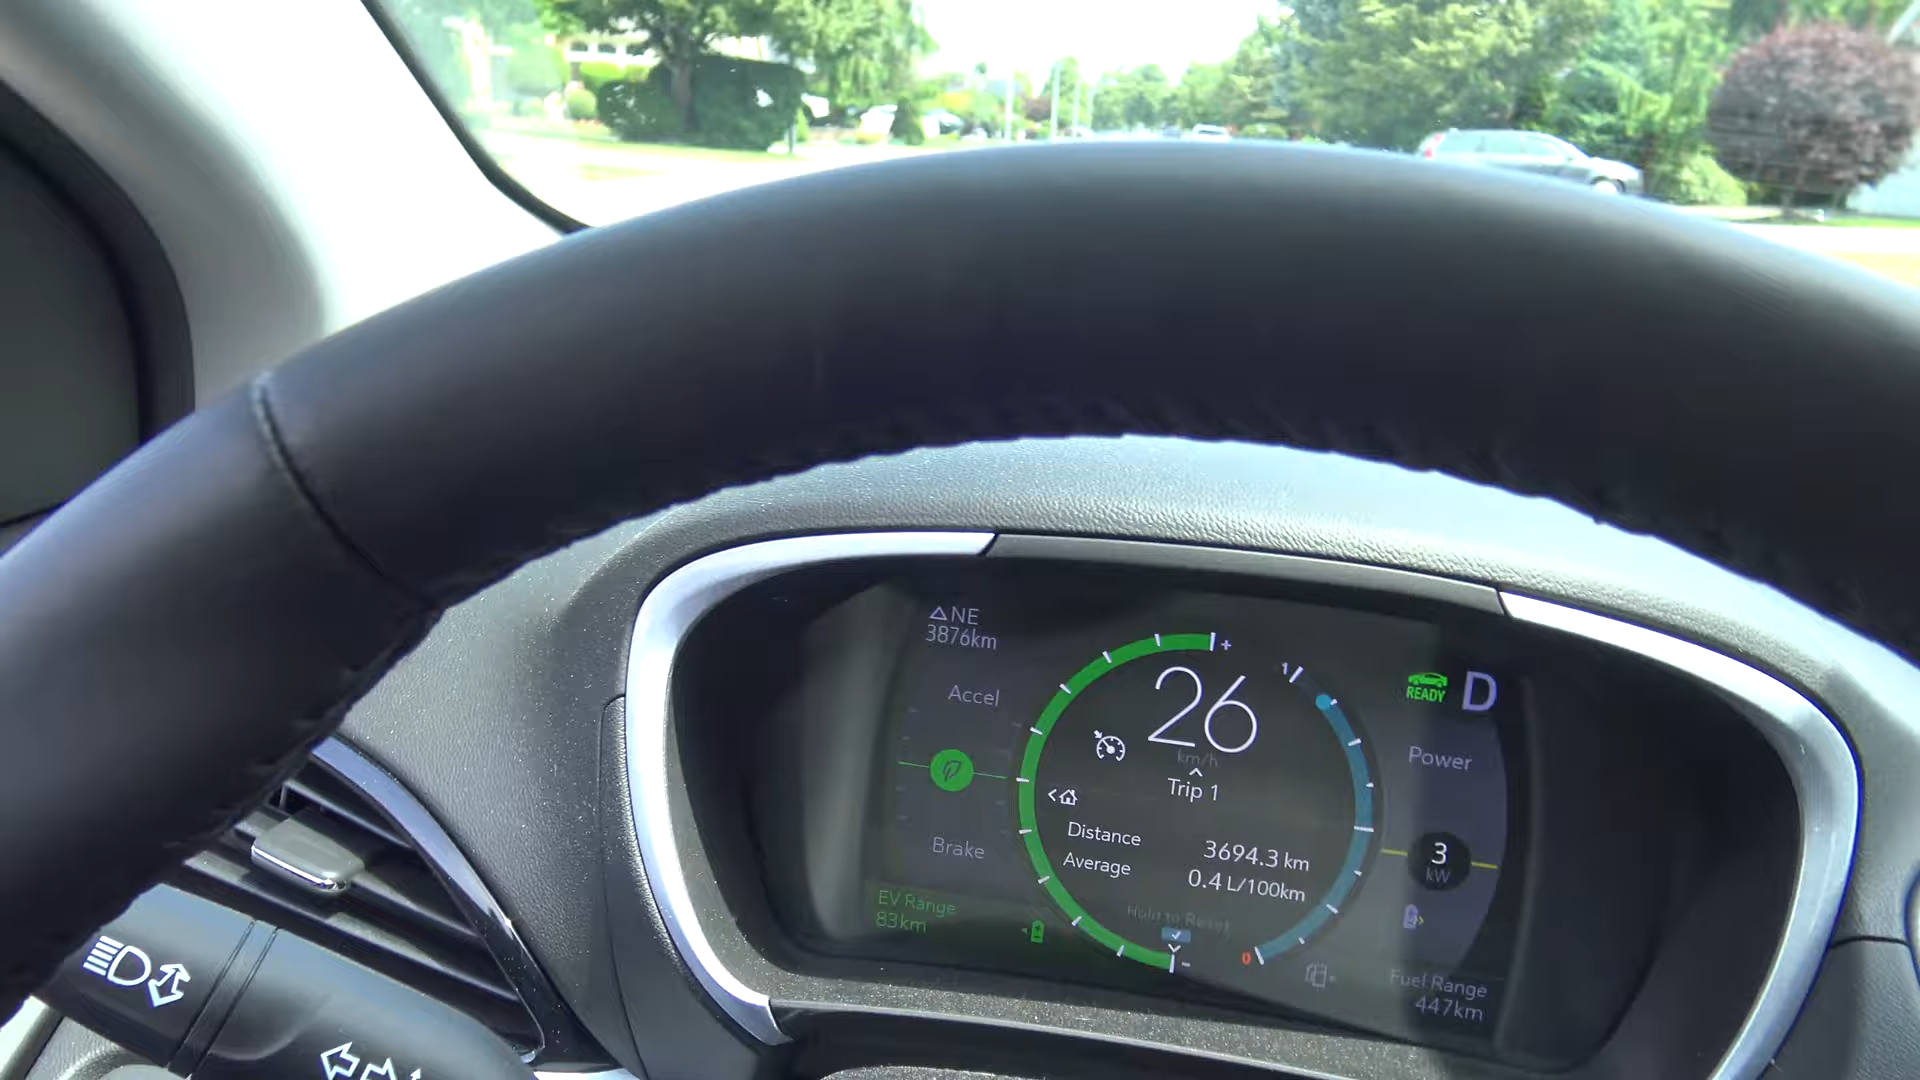 NE
3876km
Accel
Brake
EV Range
83km
+
26
km/h
Trip 1
<
Distance 3694.3 km
Average 0.4 L/100km
Hold to Reset
-
1
0
READY D
Power
3
kW
Fuel Range
447km